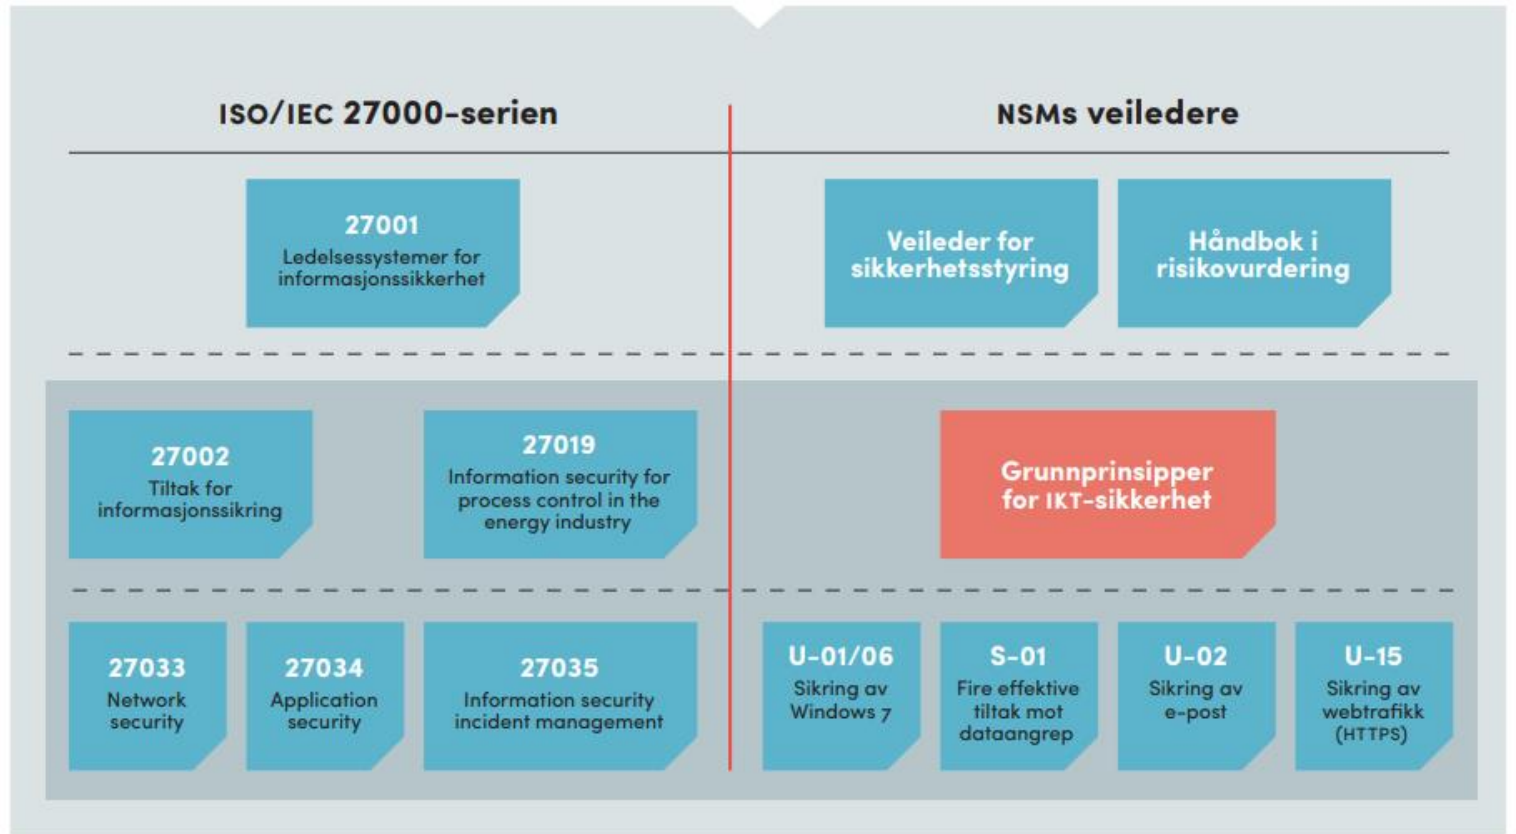 ISO/IEC 27000-serien
NSMs veiledere
27001
Ledelsessystemer for
informasjonssikkerhet
Veileder for
sikkerhetsstyring
Håndbok i
risikovurdering
27002
Tiltak for
informasjonssikring
27019
Information security for
process control in the
energy industry
Grunnprinsipper
for IKT-sikkerhet
27033
Network
security
27034
Application
security
27035
Information security
incident management
U-01/06
Sikring av
Windows 7
S-01
Fire effektive
tiltak mot
dataangrep
U-02
Sikring av
e-post
U-15
Sikring av
webtrafikk
(HTTPS)